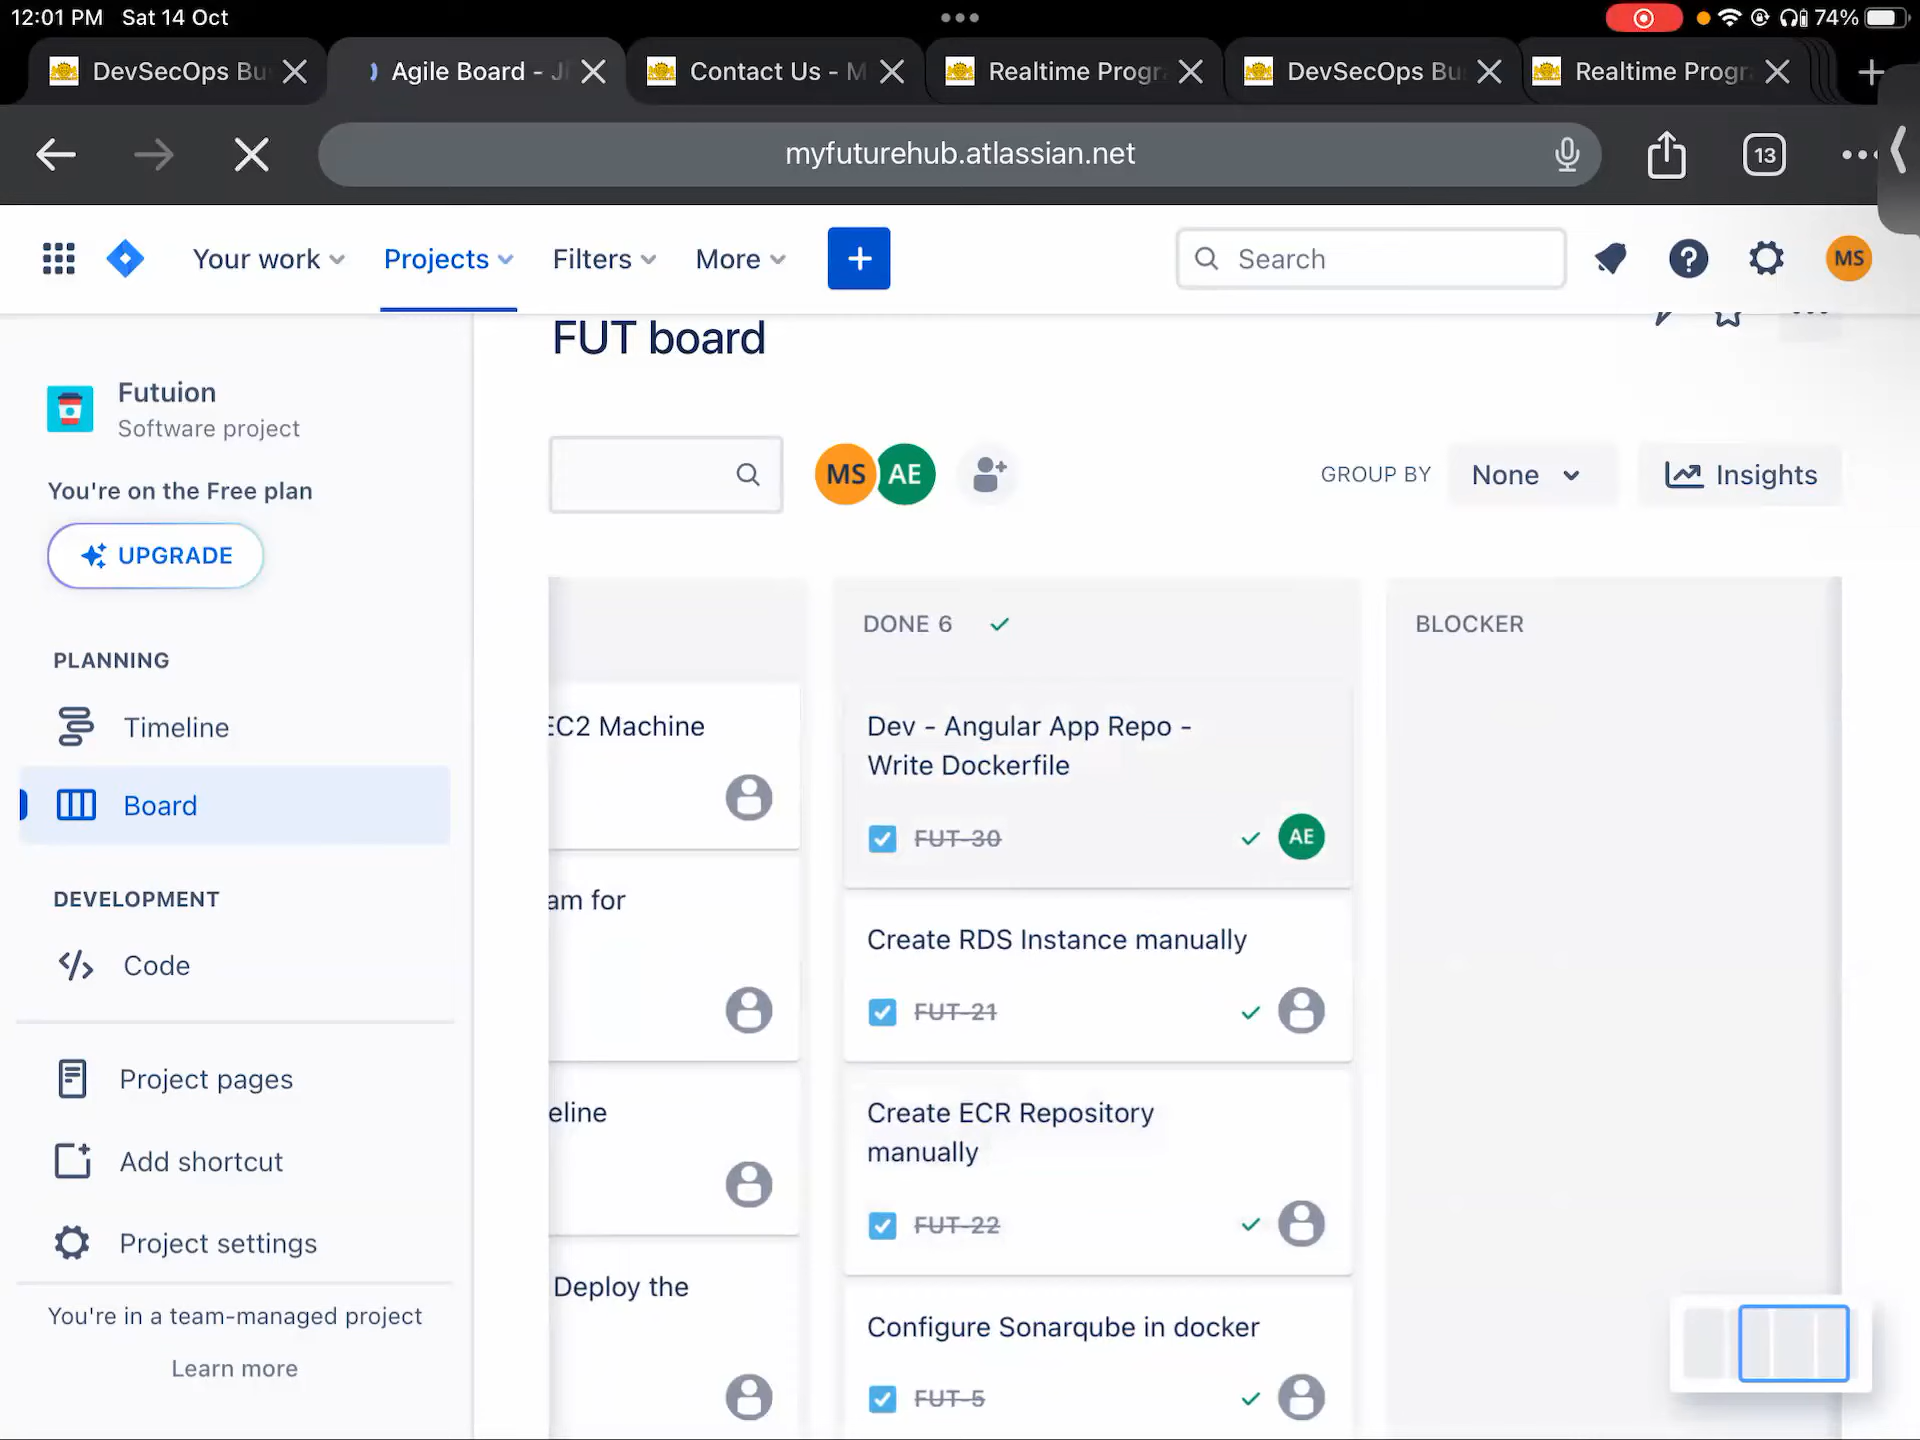 12:01 PM Sat 14 Oct
74%
DevSecOps Bu
Agile Board - JI
Contact Us - M
Realtime Progr
DevSecOps Bu
Realtime Progr
myfuturehub.atlassian.net
13
Your work
Projects
Filters
More
Search
MS
FUT board
Futuion
Software project
You're on the Free plan
UPGRADE
PLANNING
Timeline
Board
DEVELOPMENT
Code
Project pages
Add shortcut
Project settings
You're in a team-managed project
Learn more
MS
AE
GROUP BY
None
Insights
EC2 Machine
am for
eline
Deploy the
DONE 6
Dev - Angular App Repo -
Write Dockerfile
FUT-30
AE
Create RDS Instance manually
FUT-21
Create ECR Repository
manually
FUT-22
Configure Sonarqube in docker
FUT-5
BLOCKER